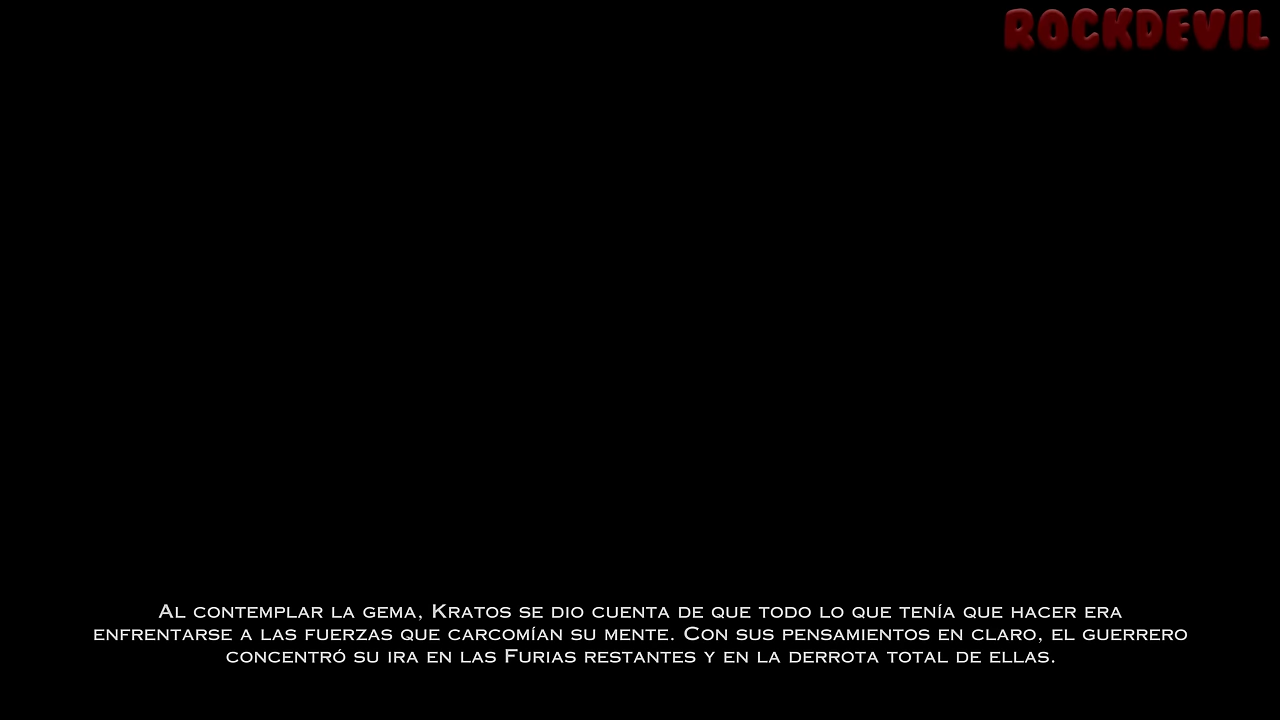 ROCKDEVIL
Al contemplar la gema, Kratos se dio cuenta de que todo lo que tenía que hacer era
enfrentarse a las fuerzas que carcomían su mente. Con sus pensamientos en claro, el guerrero
concentró su ira en las Furias restantes y en la derrota total de ellas.